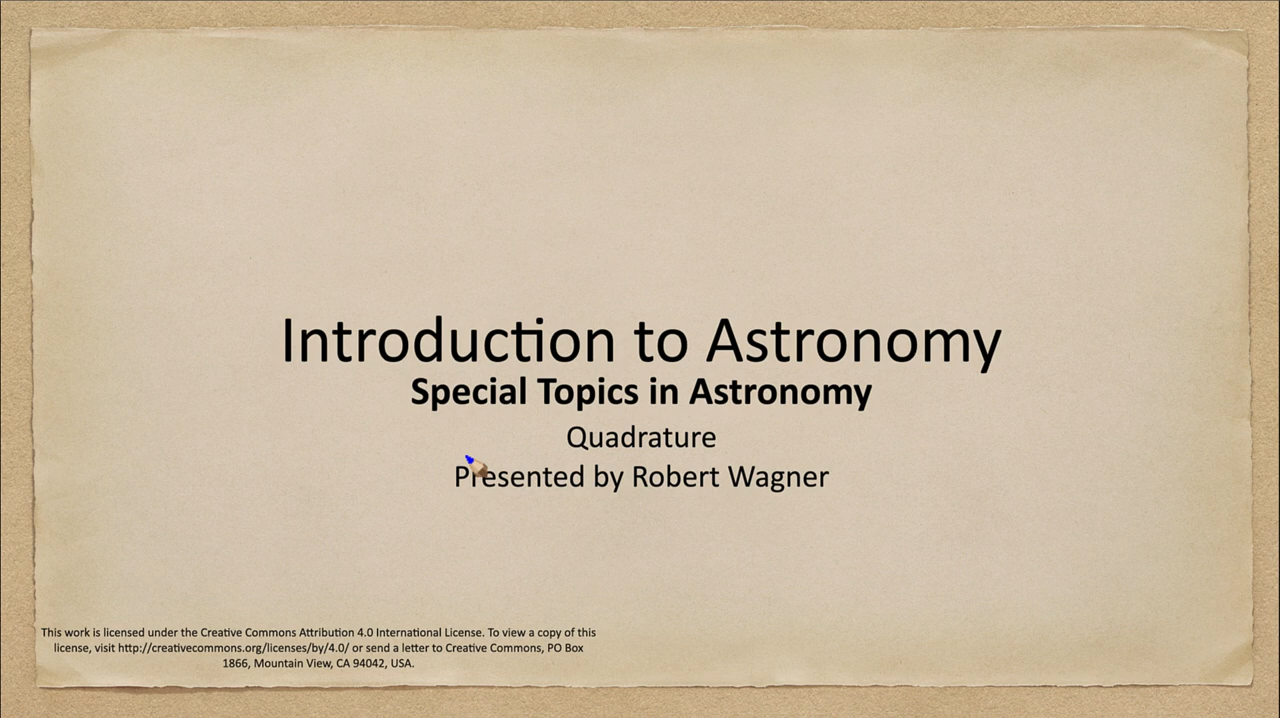 Introduction to Astronomy
Special Topics in Astronomy
Quadrature
Presented by Robert Wagner
This work is licensed under the Creative Commons Attribution 4.0 International License. To view a copy of this
license, visit http://creativecommons.org/licenses/by/4.0/ or send a letter to Creative Commons, PO Box
1866, Mountain View, CA 94042, USA.